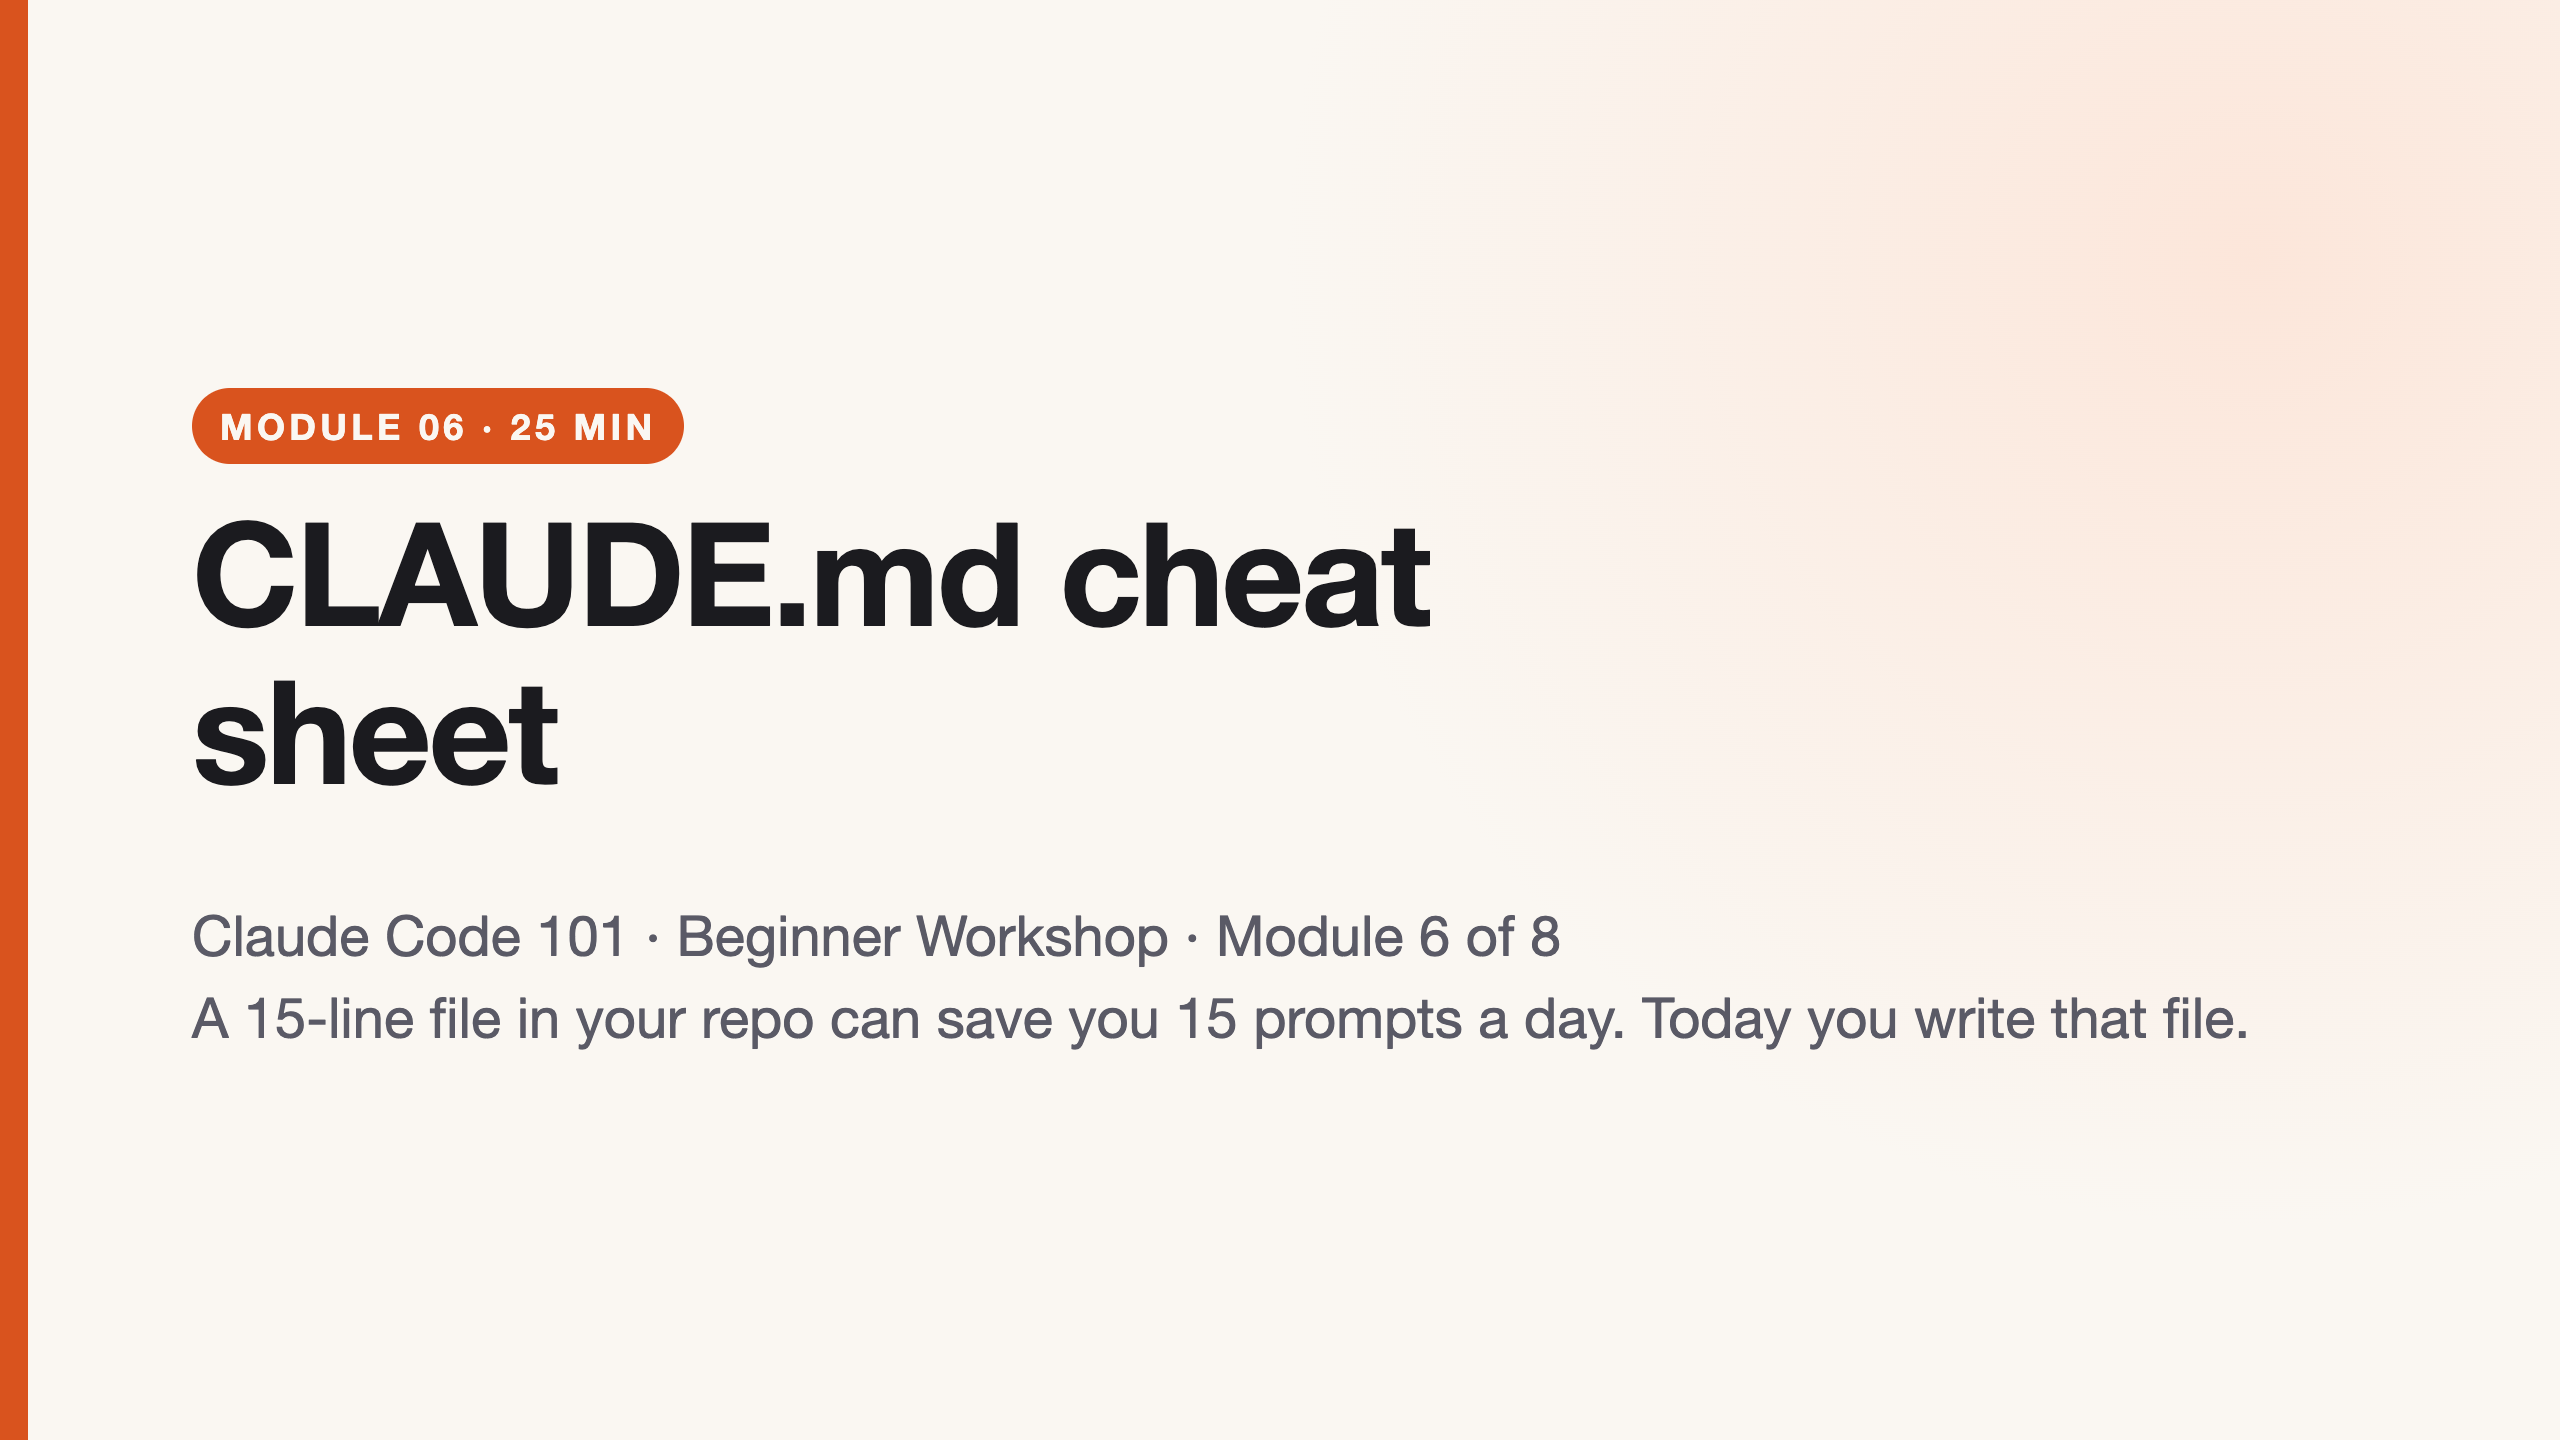 MODULE 06 · 25 MIN
CLAUDE.md cheat
sheet
Claude Code 101 · Beginner Workshop · Module 6 of 8
A 15-line file in your repo can save you 15 prompts a day. Today you write that file.